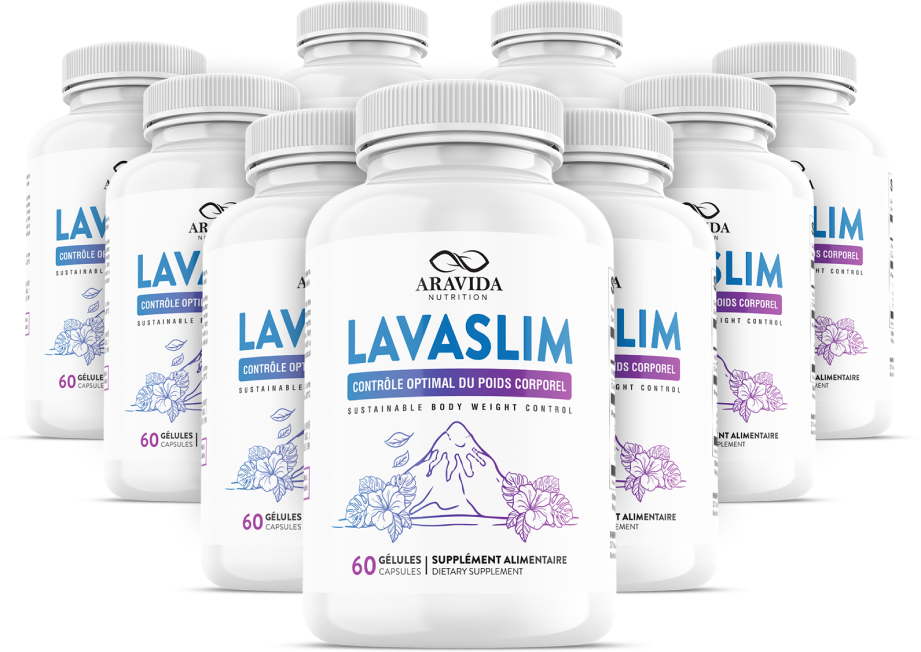 ARAVIDA
NUTRITION
LAVASLIM
CONTRÔLE OPTIMAL DU POIDS CORPOREL
SUSTAINABLE BODY WEIGHT CONTROL
60 GÉLULES | SUPPLÉMENT ALIMENTAIRE
CAPSULES | DIETARY SUPPLEMENT